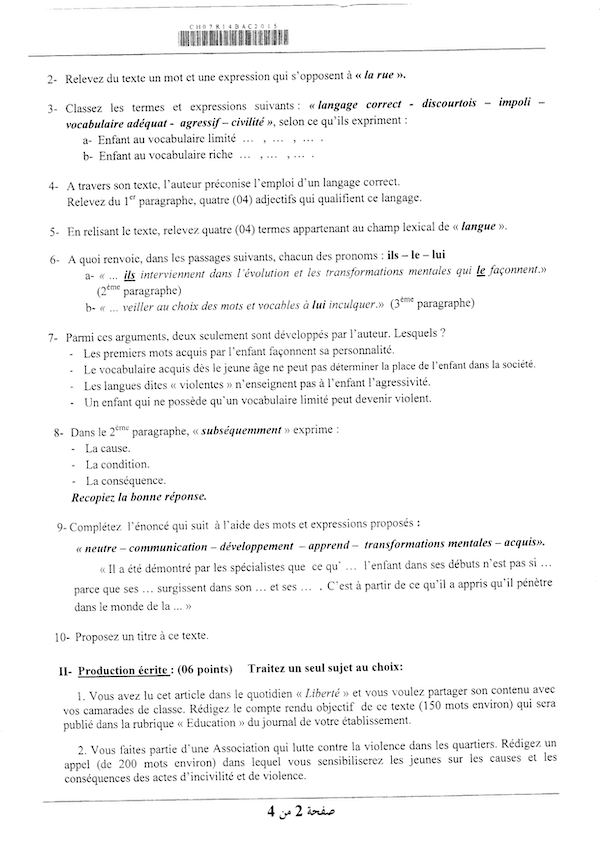 CH07R14BAC2015
2- Relevez du texte un mot et une expression qui s'opposent à « la rue ».
3- Classez les termes et expressions suivants : « langage correct - discourtois – impoli –
vocabulaire adéquat - agressif – civilité », selon ce qu'ils expriment :
a- Enfant au vocabulaire limité … , … , … .
b- Enfant au vocabulaire riche … , … , … .
4- A travers son texte, l'auteur préconise l'emploi d'un langage correct.
Relevez du 1er paragraphe, quatre (04) adjectifs qui qualifient ce langage.
5- En relisant le texte, relevez quatre (04) termes appartenant au champ lexical de « langue ».
6- A quoi renvoie, dans les passages suivants, chacun des pronoms : ils – le – lui
a- « … ils interviennent dans l'évolution et les transformations mentales qui le façonnent.»
(2ème paragraphe)
b- « … veiller au choix des mots et vocables à lui inculquer.» (3ème paragraphe)
7- Parmi ces arguments, deux seulement sont développés par l'auteur. Lesquels ?
- Les premiers mots acquis par l'enfant façonnent sa personnalité.
- Le vocabulaire acquis dès le jeune âge ne peut pas déterminer la place de l'enfant dans la société.
- Les langues dites « violentes » n'enseignent pas à l'enfant l'agressivité.
- Un enfant qui ne possède qu'un vocabulaire limité peut devenir violent.
8- Dans le 2ème paragraphe, « subséquemment » exprime :
- La cause.
- La condition.
- La conséquence.
Recopiez la bonne réponse.
9- Complétez l'énoncé qui suit à l'aide des mots et expressions proposés :
« neutre – communication – développement – apprend – transformations mentales – acquis».
« Il a été démontré par les spécialistes que ce qu' … l'enfant dans ses débuts n'est pas si …
parce que ses … surgissent dans son … et ses … . C'est à partir de ce qu'il a appris qu'il pénètre
dans le monde de la ... »
10- Proposez un titre à ce texte.
II- Production écrite : (06 points) Traitez un seul sujet au choix:
1. Vous avez lu cet article dans le quotidien « Liberté » et vous voulez partager son contenu avec
vos camarades de classe. Rédigez le compte rendu objectif de ce texte (150 mots environ) qui sera
publié dans la rubrique « Education » du journal de votre établissement.
2. Vous faites partie d'une Association qui lutte contre la violence dans les quartiers. Rédigez un
appel (de 200 mots environ) dans lequel vous sensibiliserez les jeunes sur les causes et les
conséquences des actes d'incivilité et de violence.
صفحة 2 من 4